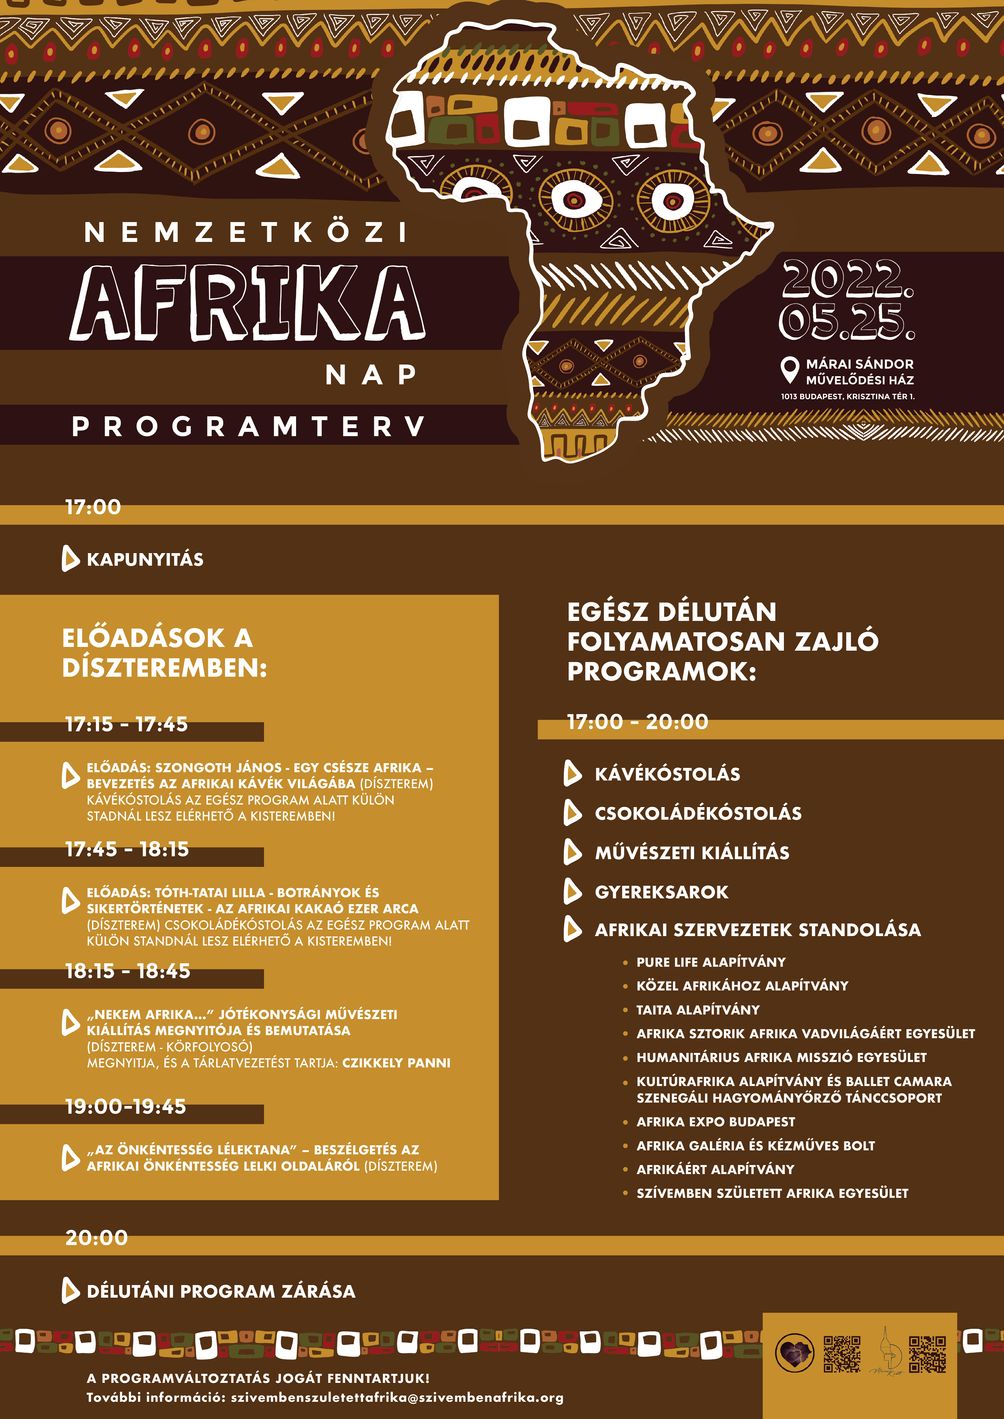 NEMZETKÖZI
AFRIKA
NAP
PROGRAMTERV
2022.
05.25.
MÁRAI SÁNDOR
MŰVELŐDÉSI HÁZ
1013 BUDAPEST, KRISZTINA TÉR 1.
17:00
KAPUNYITÁS
ELŐADÁSOK A
DÍSZTEREMBEN:
17:15 - 17:45
ELŐADÁS: SZONGOTH JÁNOS - EGY CSÉSZE AFRIKA –
BEVEZETÉS AZ AFRIKAI KÁVÉK VILÁGÁBA (DÍSZTEREM)
KÁVÉKÓSTOLÁS AZ EGÉSZ PROGRAM ALATT KÜLÖN
STADNÁL LESZ ELÉRHETŐ A KISTEREMBEN!
17:45 - 18:15
ELŐADÁS: TÓTH-TATAI LILLA - BOTRÁNYOK ÉS
SIKERTÖRTÉNETEK - AZ AFRIKAI KAKAÓ EZER ARCA
(DÍSZTEREM) CSOKOLÁDÉKÓSTOLÁS AZ EGÉSZ PROGRAM ALATT
KÜLÖN STANDNÁL LESZ ELÉRHETŐ A KISTEREMBEN!
18:15 - 18:45
„NEKEM AFRIKA...” JÓTÉKONYSÁGI MŰVÉSZETI
KIÁLLÍTÁS MEGNYITÓJA ÉS BEMUTATÁSA
(DÍSZTEREM - KÖRFOLYOSÓ)
MEGNYITJA, ÉS A TÁRLATVEZETÉST TARTJA: CZIKKELY PANNI
19:00-19:45
„AZ ÖNKÉNTESSÉG LÉLEKTANA” – BESZÉLGETÉS AZ
AFRIKAI ÖNKÉNTESSÉG LELKI OLDALÁRÓL (DÍSZTEREM)
EGÉSZ DÉLUTÁN
FOLYAMATOSAN ZAJLÓ
PROGRAMOK:
17:00 - 20:00
KÁVÉKÓSTOLÁS
CSOKOLÁDÉKÓSTOLÁS
MŰVÉSZETI KIÁLLÍTÁS
GYEREKSAROK
AFRIKAI SZERVEZETEK STANDOLÁSA
• PURE LIFE ALAPÍTVÁNY
• KÖZEL AFRIKÁHOZ ALAPÍTVÁNY
• TAITA ALAPÍTVÁNY
• AFRIKA SZTORIK AFRIKA VADVILÁGÁÉRT EGYESÜLET
• HUMANITÁRIUS AFRIKA MISSZIÓ EGYESÜLET
• KULTÚRAFRIKA ALAPÍTVÁNY ÉS BALLET CAMARA
SZENEGÁLI HAGYOMÁNYŐRZŐ TÁNCCSOPORT
• AFRIKA EXPO BUDAPEST
• AFRIKA GALÉRIA ÉS KÉZMŰVES BOLT
• AFRIKÁÉRT ALAPÍTVÁNY
• SZÍVEMBEN SZÜLETETT AFRIKA EGYESÜLET
20:00
DÉLUTÁNI PROGRAM ZÁRÁSA
A PROGRAMVÁLTOZTATÁS JOGÁT FENNTARTJUK!
További információ: szivembenszuletettafrika@szivembenafrika.org